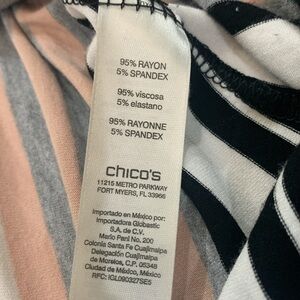 95% RAYON
5% SPANDEX
95% viscosa
5% elastano
95% RAYONNE
5% SPANDEX
chico's
11215 METRO PARKWAY
FORT MYERS, FL 33966
Importado en México por:
Importadora Globastic
S.A. de C.V.
Mario Pani No. 200
Colonia Santa Fe Cuajimalpa
Delegación Cuajimalpa
de Morelos, C.P. 05348
Ciudad de México, México
RFC: IGL090327SE5